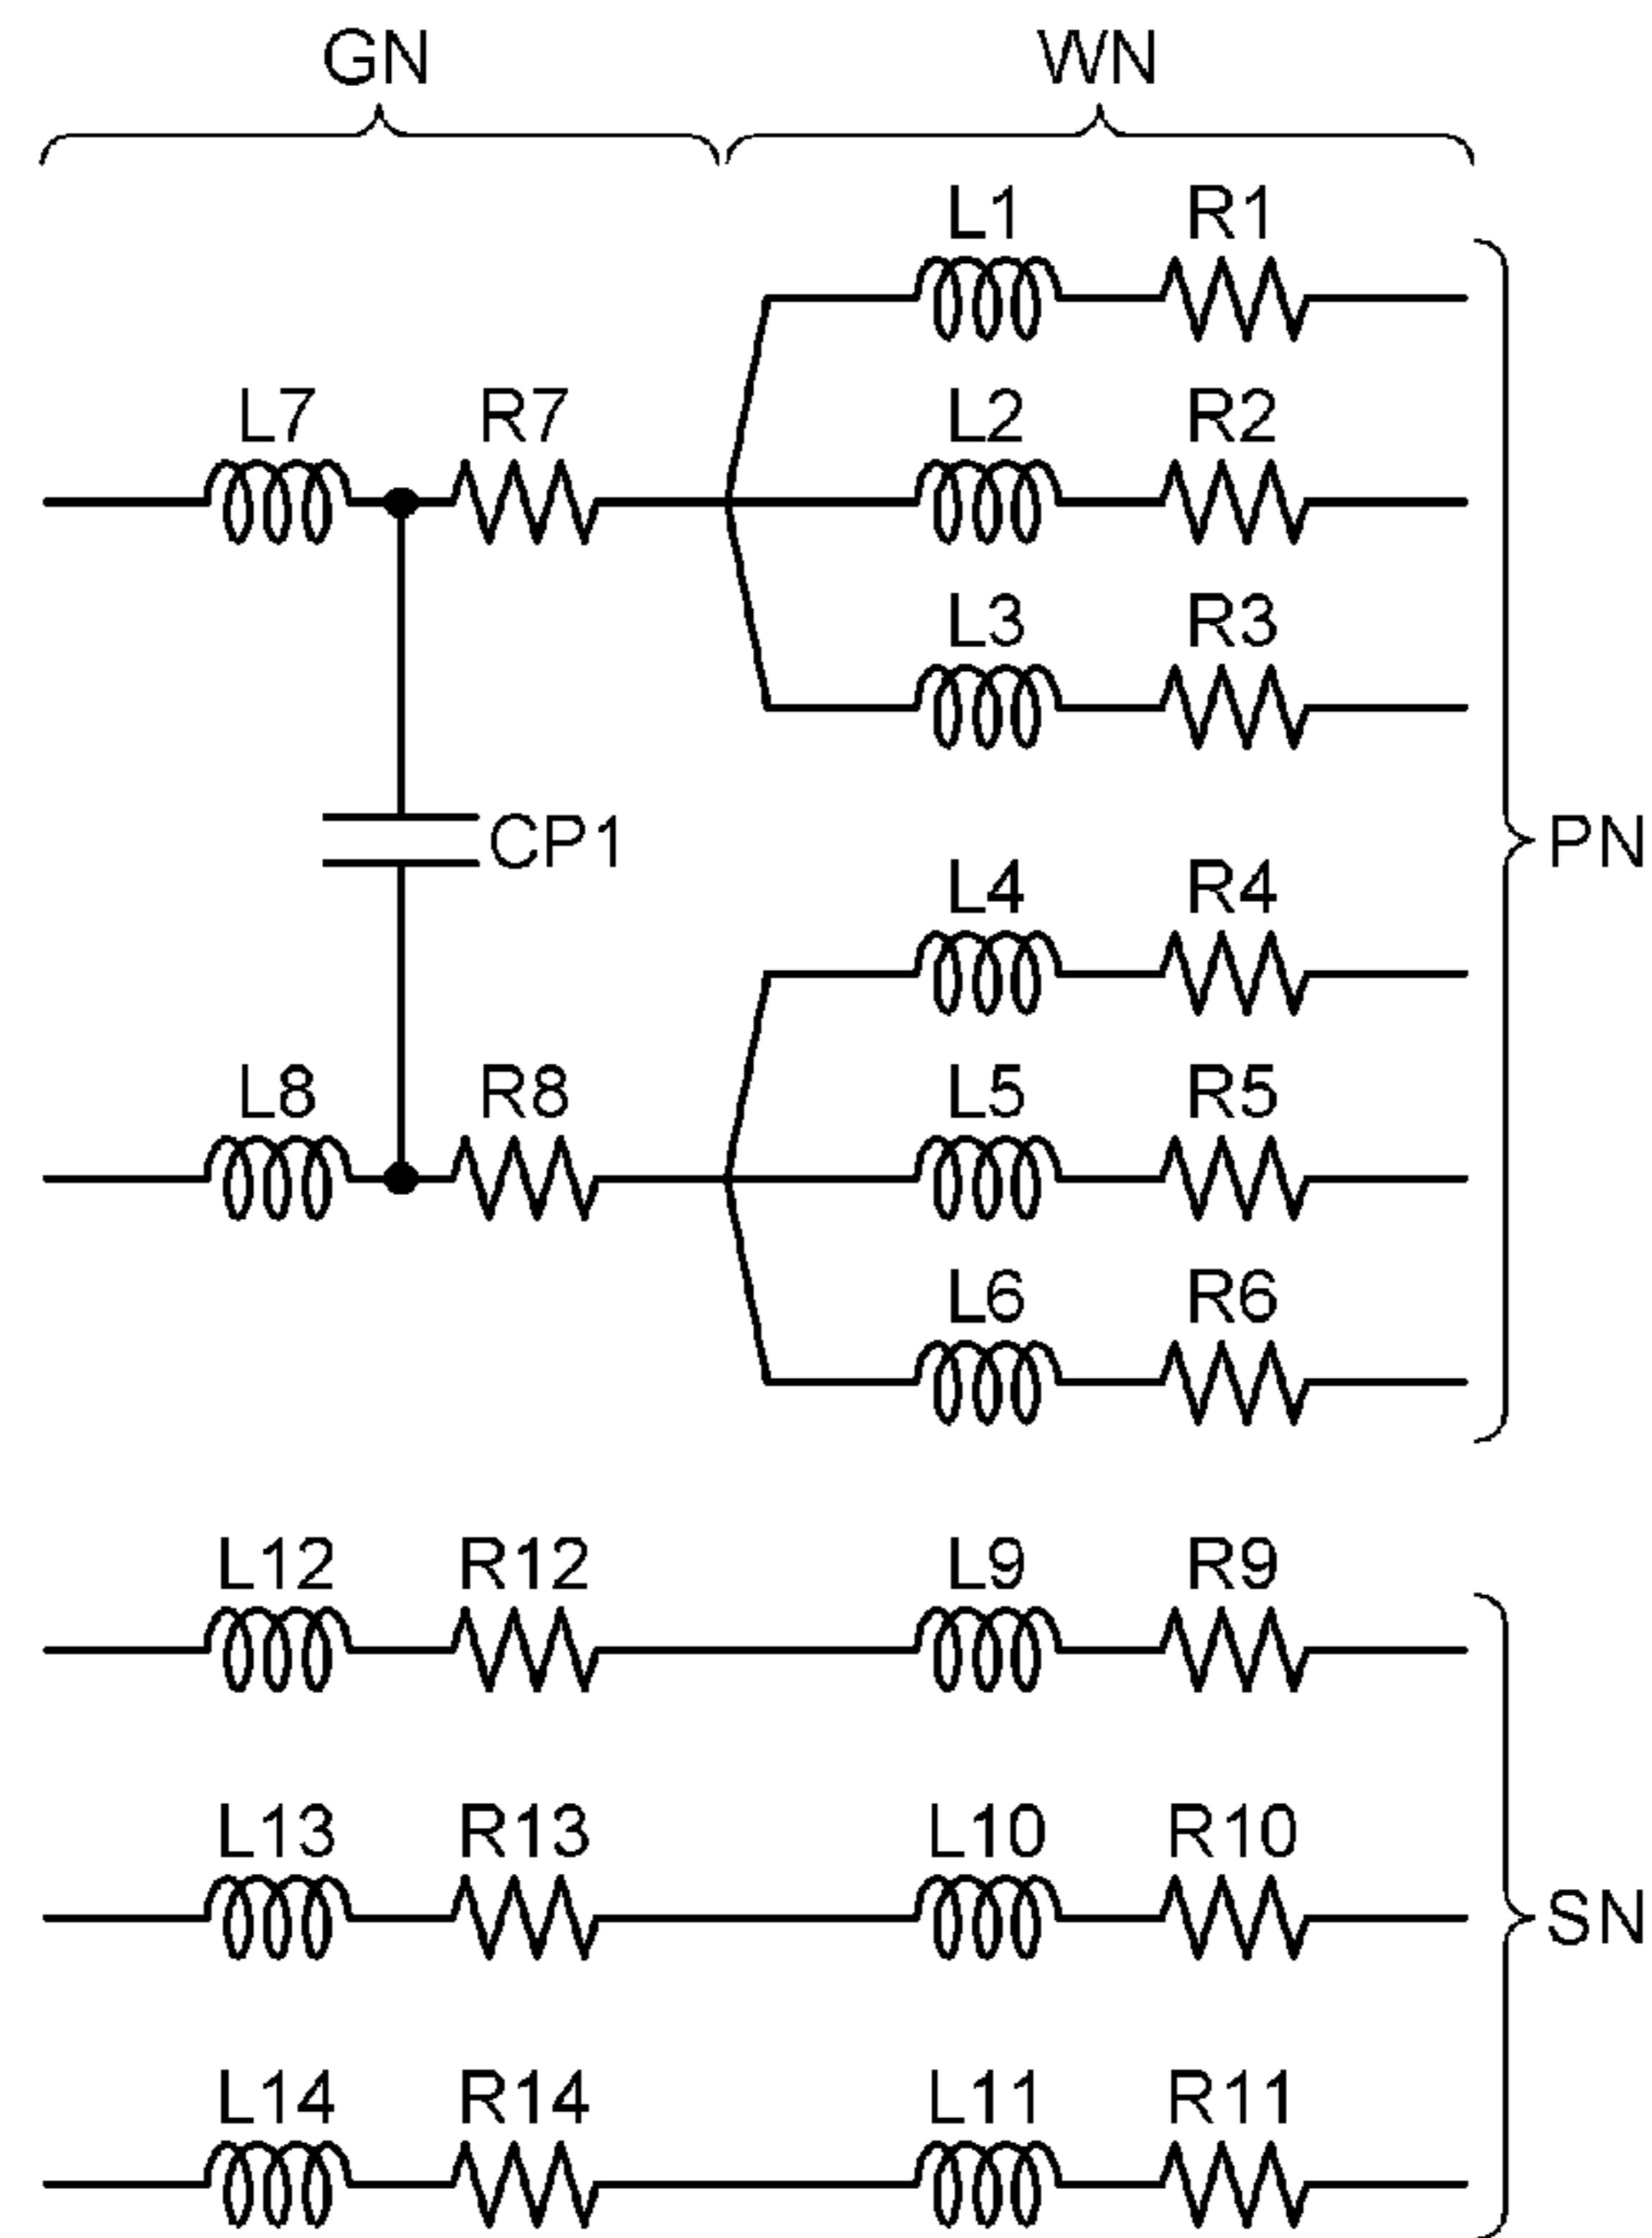 GN WN
L1 R1
L7 R7 L2 R2
L3 R3
CP1 PN
L4 R4
L8 R8 L5 R5
L6 R6
L12 R12 L9 R9
L13 R13 L10 R10
SN
L14 R14 L11 R11